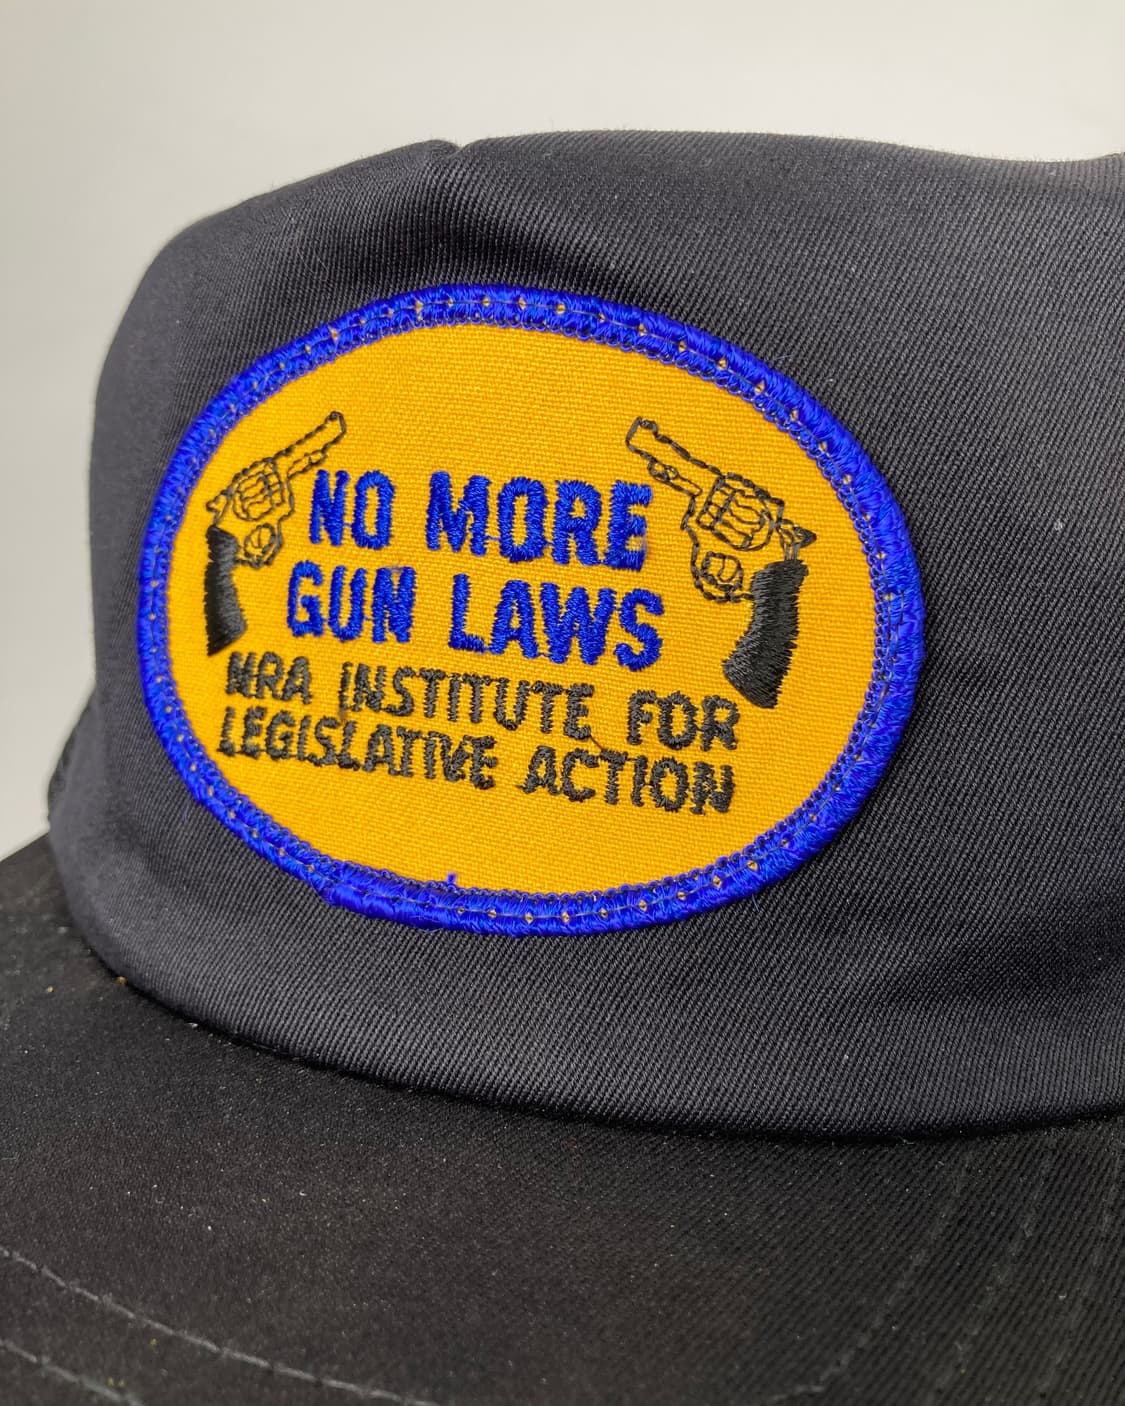 NO MORE
GUN LAWS
NRA INSTITUTE FOR
LEGISLATIVE ACTION